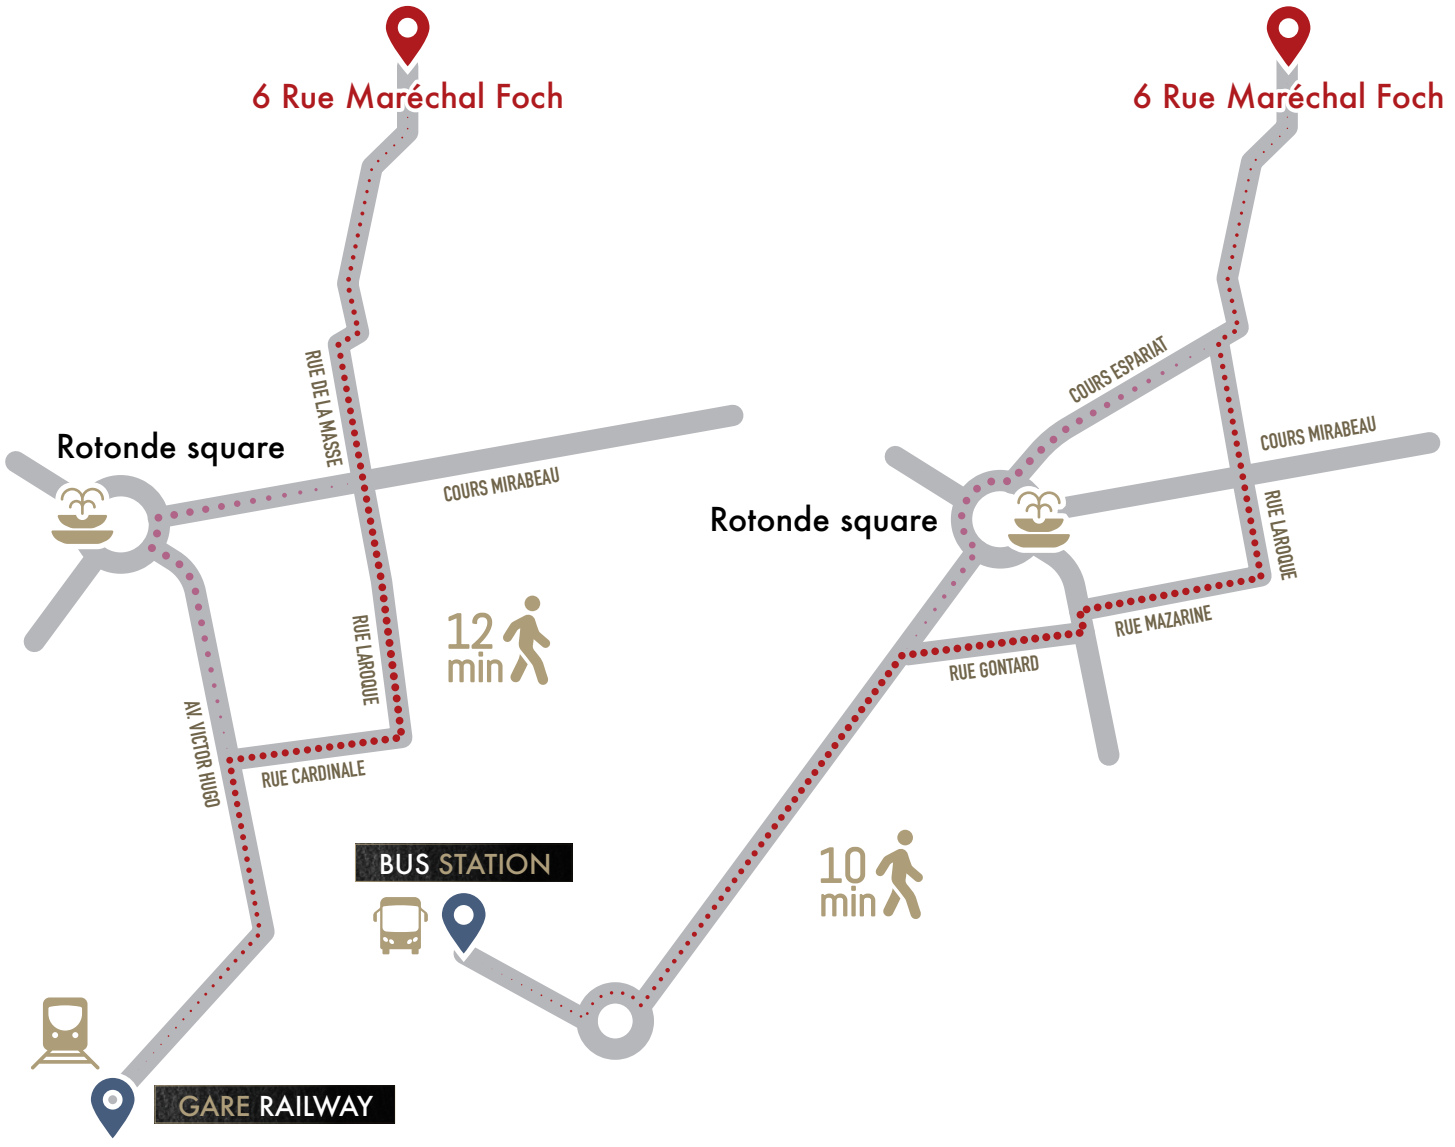 6 Rue Maréchal Foch
RUE DE LA MASSE
Rotonde square
COURS MIRABEAU
12
min
RUE LAROQUE
AV. VICTOR HUGO
RUE CARDINALE
GARE RAILWAY
6 Rue Maréchal Foch
COURS ESPARIAT
COURS MIRABEAU
Rotonde square
RUE LAROQUE
RUE MAZARINE
RUE GONTARD
10
min
BUS STATION